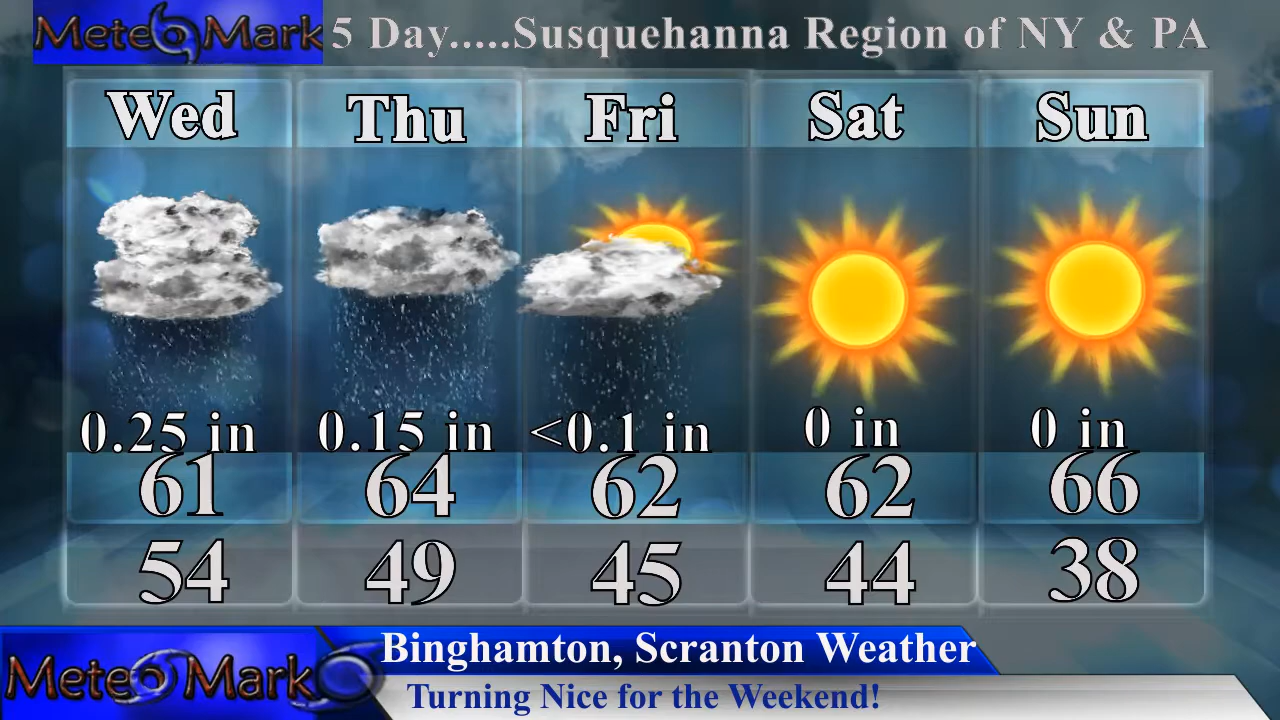 MeteoMark 5 Day.....Susquehanna Region of NY & PA
Wed Thu Fri Sat Sun
0.25 in 0.15 in <0.1 in 0 in 0 in
61 64 62 62 66
54 49 45 44 38
Binghamton, Scranton Weather
MeteoMark
Turning Nice for the Weekend!